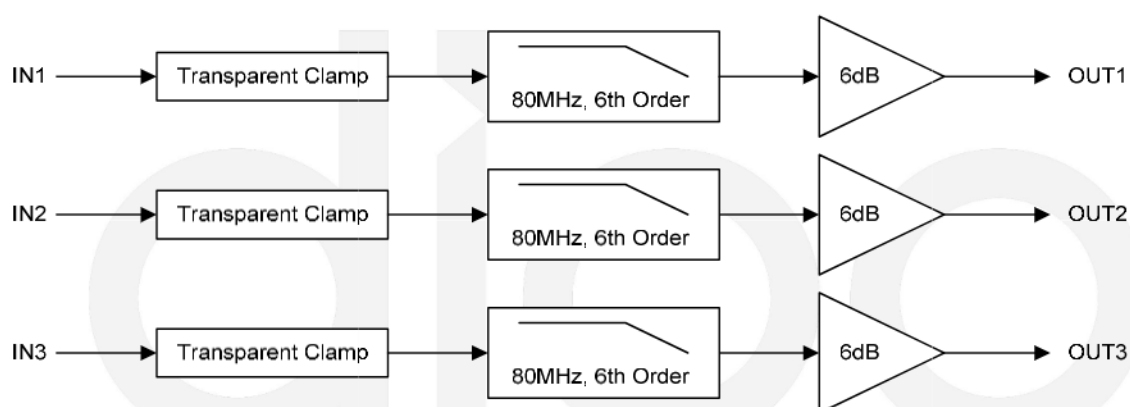 IN1
Transparent Clamp
80MHz, 6th Order
6dB
OUT1
IN2
Transparent Clamp
80MHz, 6th Order
6dB
OUT2
IN3
Transparent Clamp
80MHz, 6th Order
6dB
OUT3